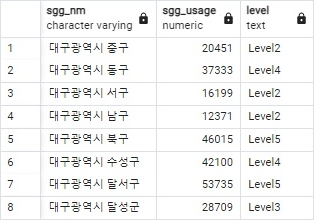 sgg_nm sgg_usage level
character varying numeric text
1 대구광역시 중구 20451 Level2
2 대구광역시 동구 37333 Level4
3 대구광역시 서구 16199 Level2
4 대구광역시 남구 12371 Level2
5 대구광역시 북구 46015 Level5
6 대구광역시 수성구 42100 Level4
7 대구광역시 달서구 53735 Level5
8 대구광역시 달성군 28709 Level3